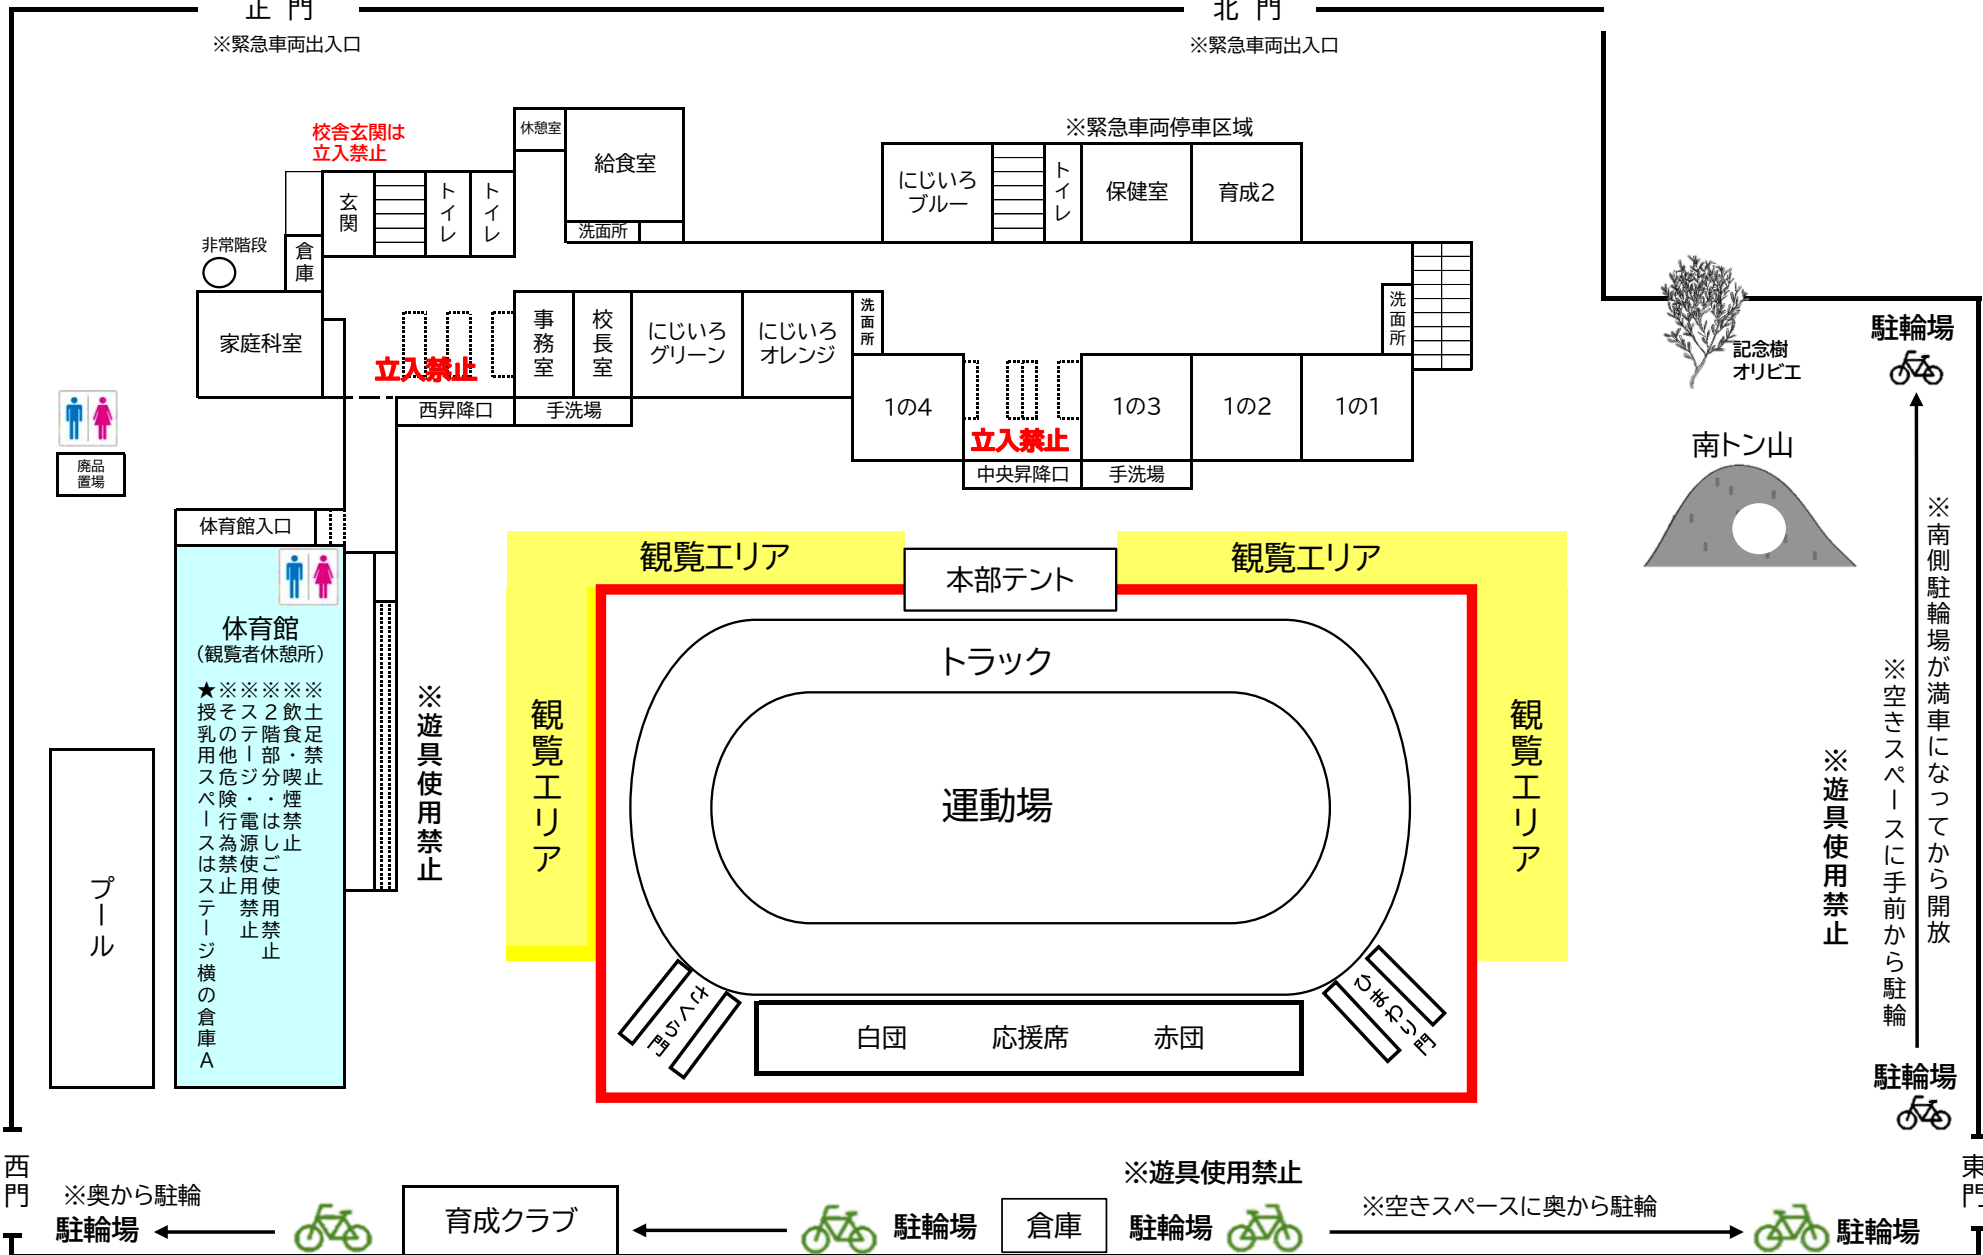 正 門
北 門
※緊急車両出入口
※緊急車両出入口
校舎玄関は
立入禁止
休憩室
給食室
※緊急車両停車区域
玄関
トイレ
トイレ
洗面所
にじいろ
ブルー
トイレ
保健室
育成2
非常階段
倉庫
家庭科室
立入禁止
事務室
校長室
にじいろ
グリーン
にじいろ
オレンジ
洗面所
洗面所
西昇降口
手洗場
1の4
立入禁止
1の3
1の2
1の1
中央昇降口
手洗場
記念樹
オリビエ
駐輪場
南トン山
廃品
置場
体育館入口
体育館
(観覧者休憩所)
※土足禁止
※飲食・喫煙禁止
※2階部分・はしご使用禁止
※ステージ・電源使用禁止
※その他危険行為禁止
★授乳用スペースはステージ横の倉庫A
プール
※遊具使用禁止
観覧エリア
本部テント
観覧エリア
観覧エリア
トラック
運動場
観覧エリア
さくら門
白団
応援席
赤団
ひまわり門
※遊具使用禁止
※南側駐輪場が満車になってから開放
※空きスペースに手前から駐輪
駐輪場
西門
※奥から駐輪
駐輪場
育成クラブ
駐輪場
倉庫
※遊具使用禁止
駐輪場
※空きスペースに奥から駐輪
駐輪場
東門